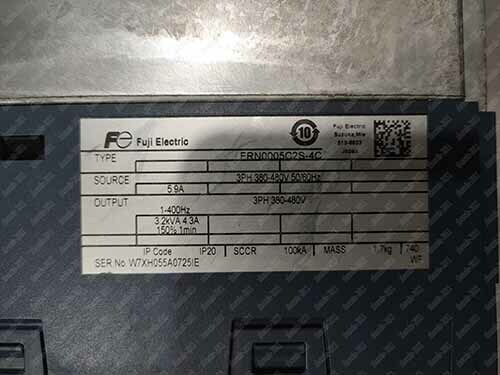 Fe Fuji Electric
10
Fuji Electric
Suzuka, Mie
513-8633
Japan
TYPE FRN0005C2S-4C
SOURCE 3PH 380-480V 50/60Hz
5.9A
OUTPUT 3PH 380-480V
1-400Hz
3.2kVA 4.3A
150% 1min
IP Code IP20 SCCR 100kA MASS 1.7kg 740
SER.No. W7XH055A0725IE WF